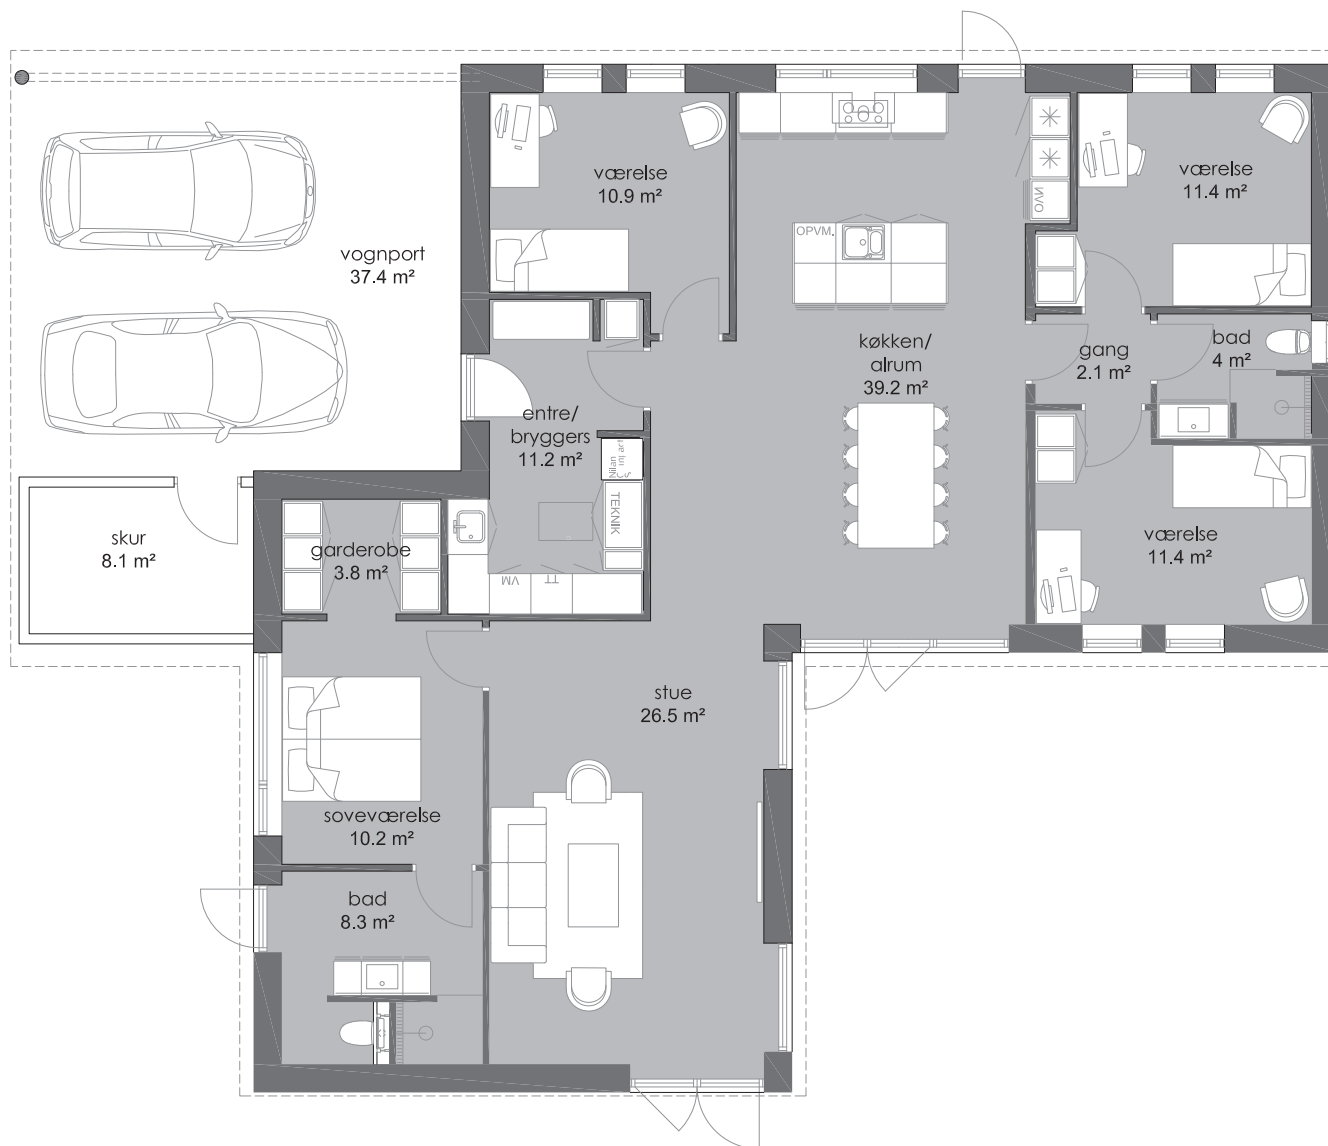 værelse
10.9 m²
værelse
11.4 m²
vognport
37.4 m²
OVN
OPVM.
køkken/
alrum
39.2 m²
gang
2.1 m²
bad
4 m²
entre/
bryggers
11.2 m²
Nilan
TEKNIK
skur
8.1 m²
garderobe
3.8 m²
VM
TT
værelse
11.4 m²
stue
26.5 m²
soveværelse
10.2 m²
bad
8.3 m²